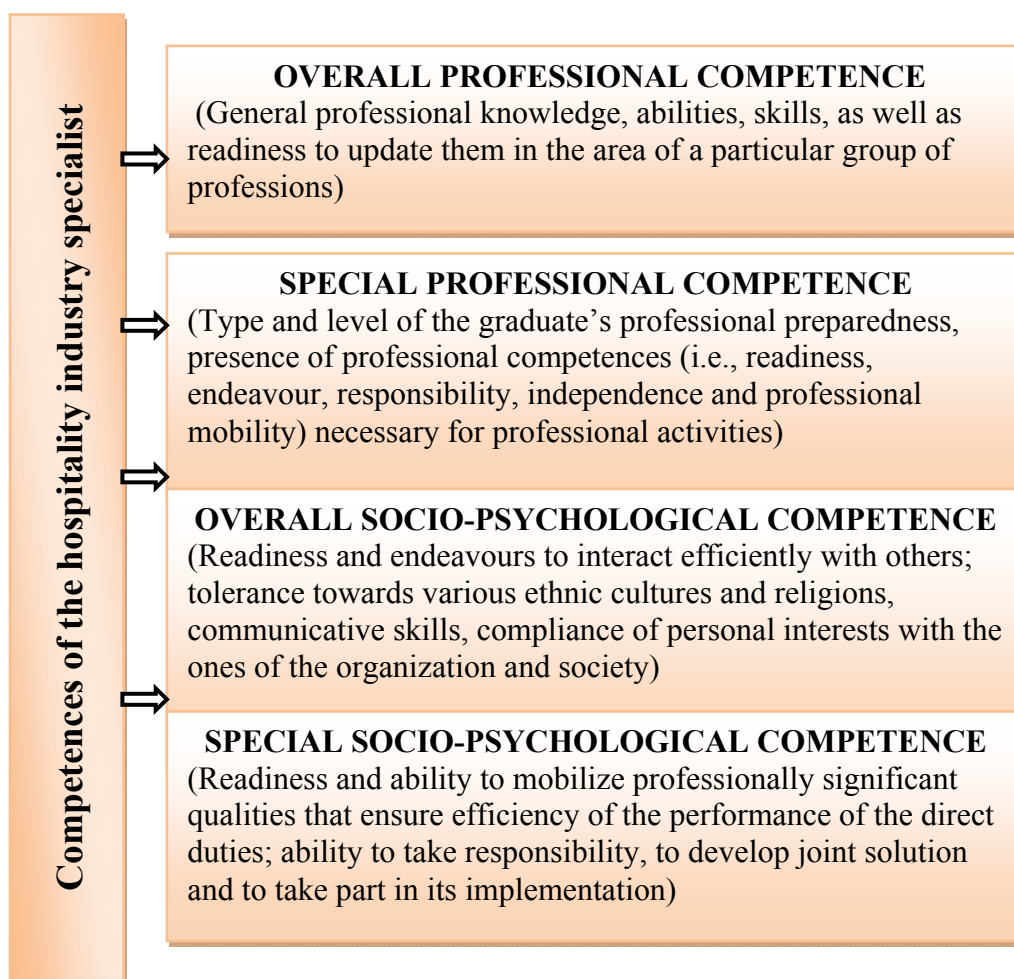 Competences of the hospitality industry specialist
OVERALL PROFESSIONAL COMPETENCE
(General professional knowledge, abilities, skills, as well as
readiness to update them in the area of a particular group of
professions)
SPECIAL PROFESSIONAL COMPETENCE
(Type and level of the graduate’s professional preparedness,
presence of professional competences (i.e., readiness,
endeavour, responsibility, independence and professional
mobility) necessary for professional activities)
OVERALL SOCIO-PSYCHOLOGICAL COMPETENCE
(Readiness and endeavours to interact efficiently with others;
tolerance towards various ethnic cultures and religions,
communicative skills, compliance of personal interests with the
ones of the organization and society)
SPECIAL SOCIO-PSYCHOLOGICAL COMPETENCE
(Readiness and ability to mobilize professionally significant
qualities that ensure efficiency of the performance of the direct
duties; ability to take responsibility, to develop joint solution
and to take part in its implementation)